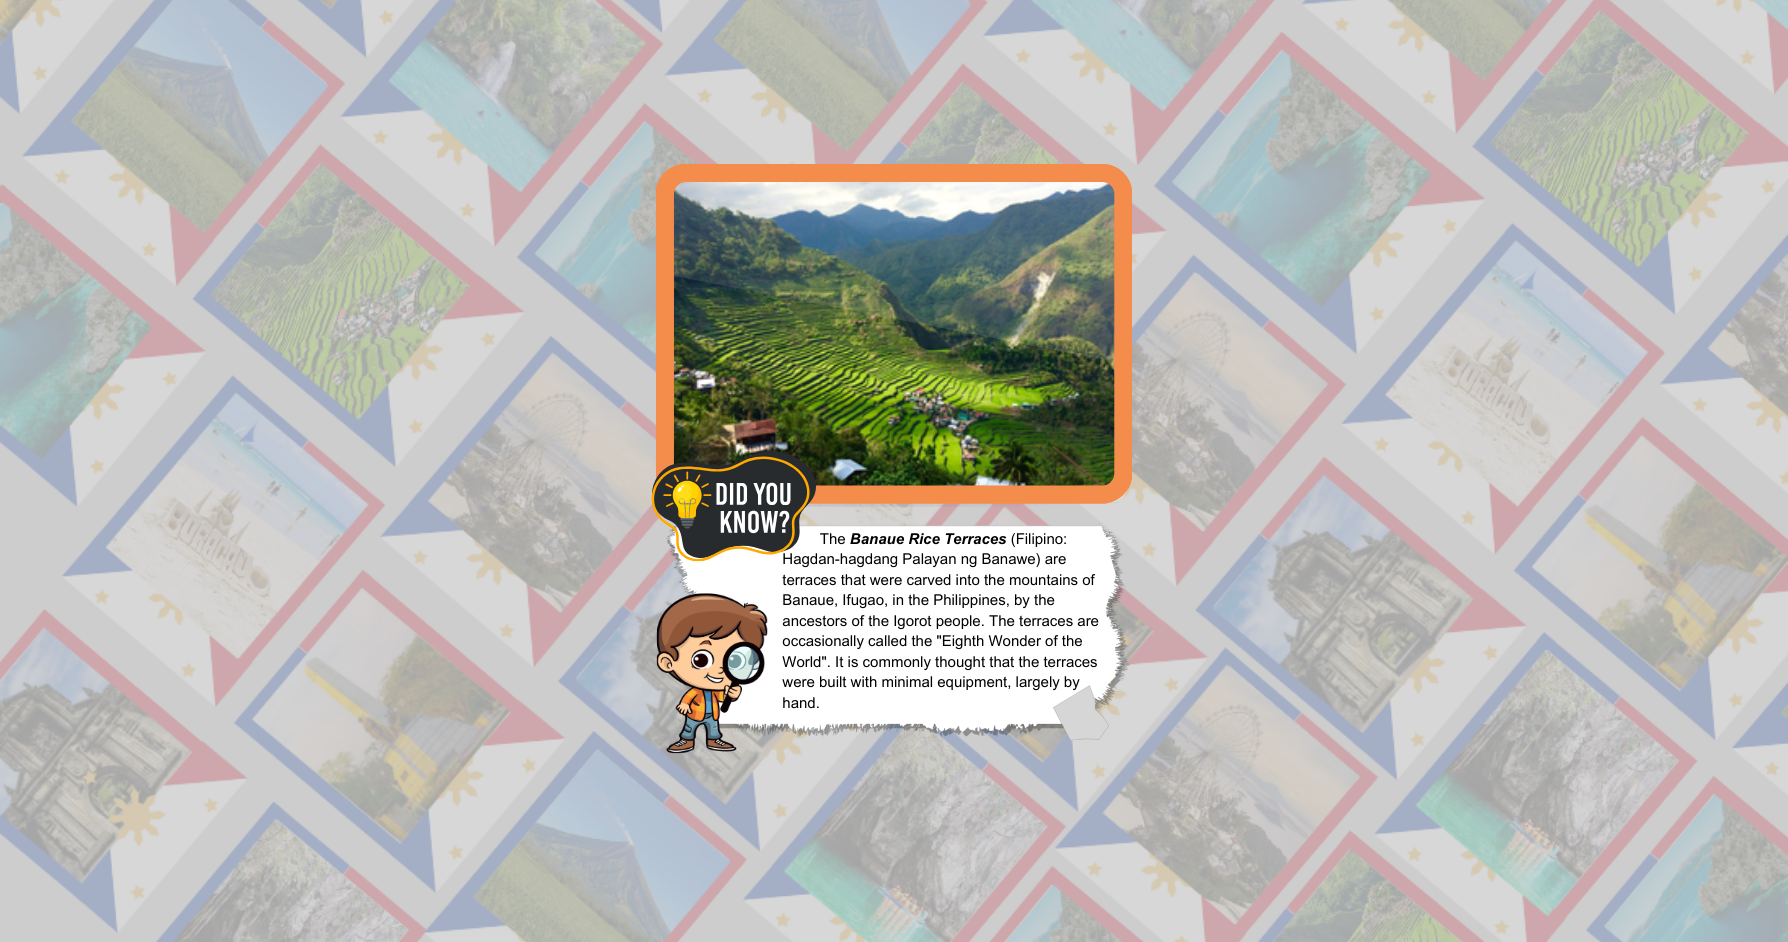 DID YOU
KNOW?
The Banaue Rice Terraces (Filipino:
Hagdan-hagdang Palayan ng Banawe) are
terraces that were carved into the mountains of
Banaue, Ifugao, in the Philippines, by the
ancestors of the Igorot people. The terraces are
occasionally called the "Eighth Wonder of the
World". It is commonly thought that the terraces
were built with minimal equipment, largely by
hand.